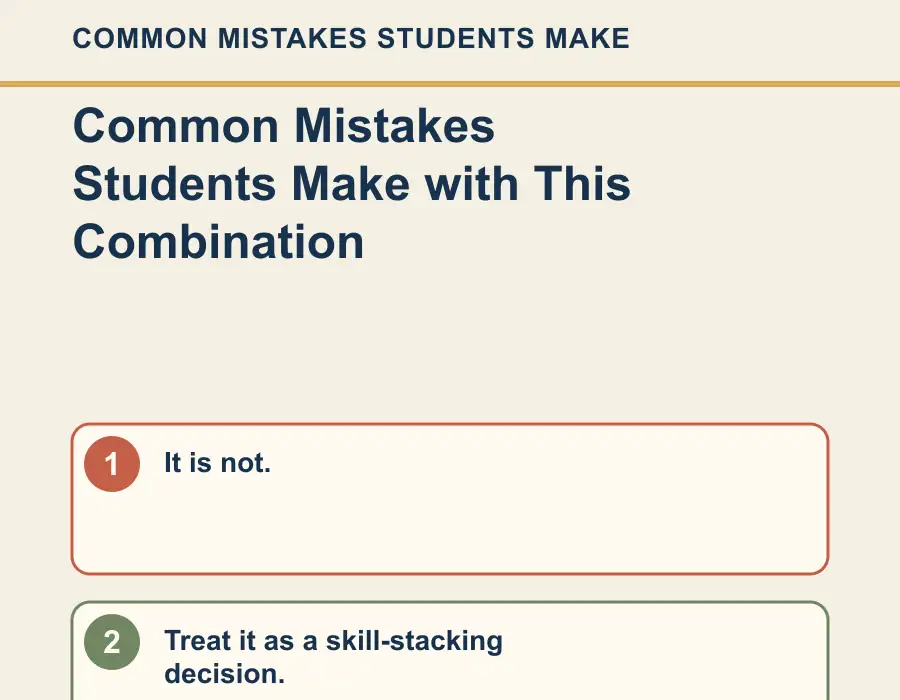 COMMON MISTAKES STUDENTS MAKE
Common Mistakes
Students Make with This
Combination
1 It is not.
2 Treat it as a skill-stacking
decision.